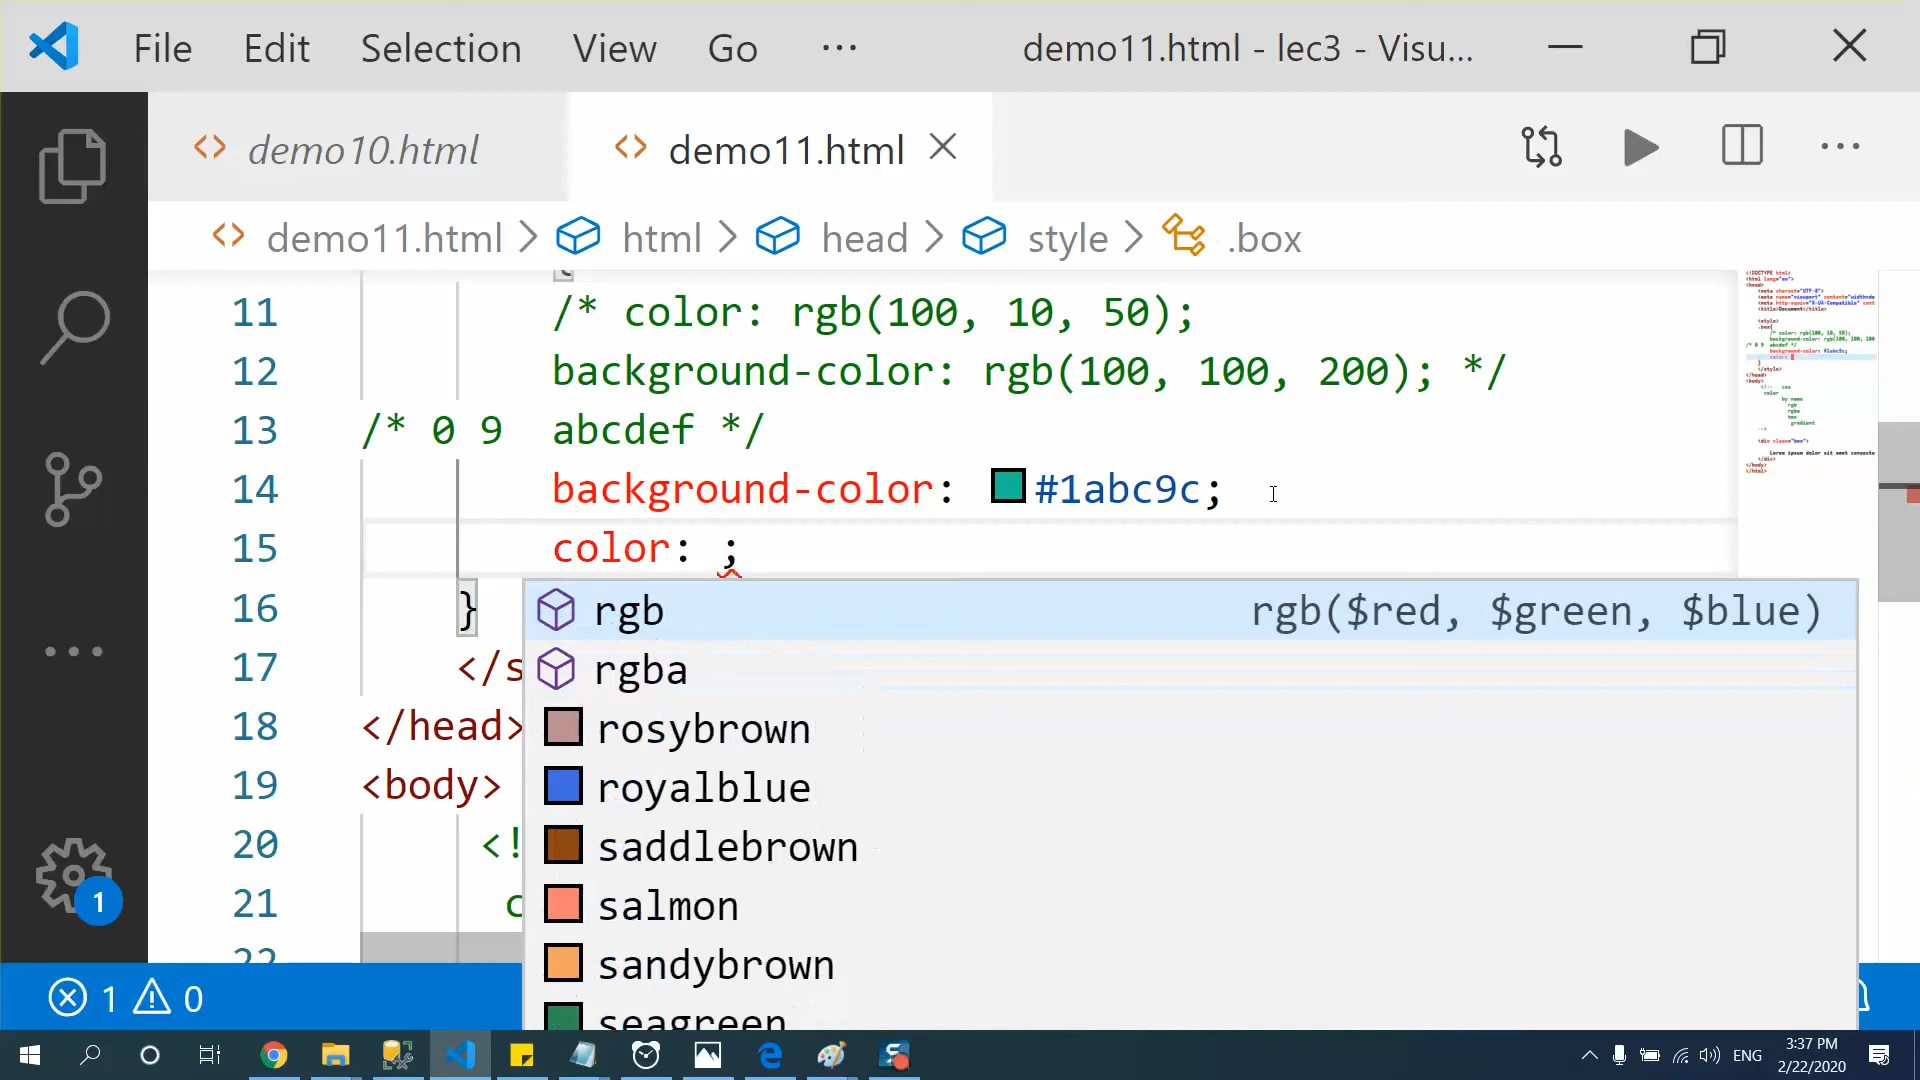 File Edit Selection View Go ··· demo11.html - lec3 - Visu...
demo10.html demo11.html
demo11.html > html > head > style > .box
11 /* color: rgb(100, 10, 50);
12 background-color: rgb(100, 100, 200); */
13 /* 0 9 abcdef */
14 background-color: #1abc9c;
15 color: ;
16 }
17 </s
18 </head>
19 <body>
20 <!
21 c
22
rgb rgb($red, $green, $blue)
rgba
rosybrown
royalblue
saddlebrown
salmon
sandybrown
seagreen
1
1 0
ENG
3:37 PM
2/22/2020